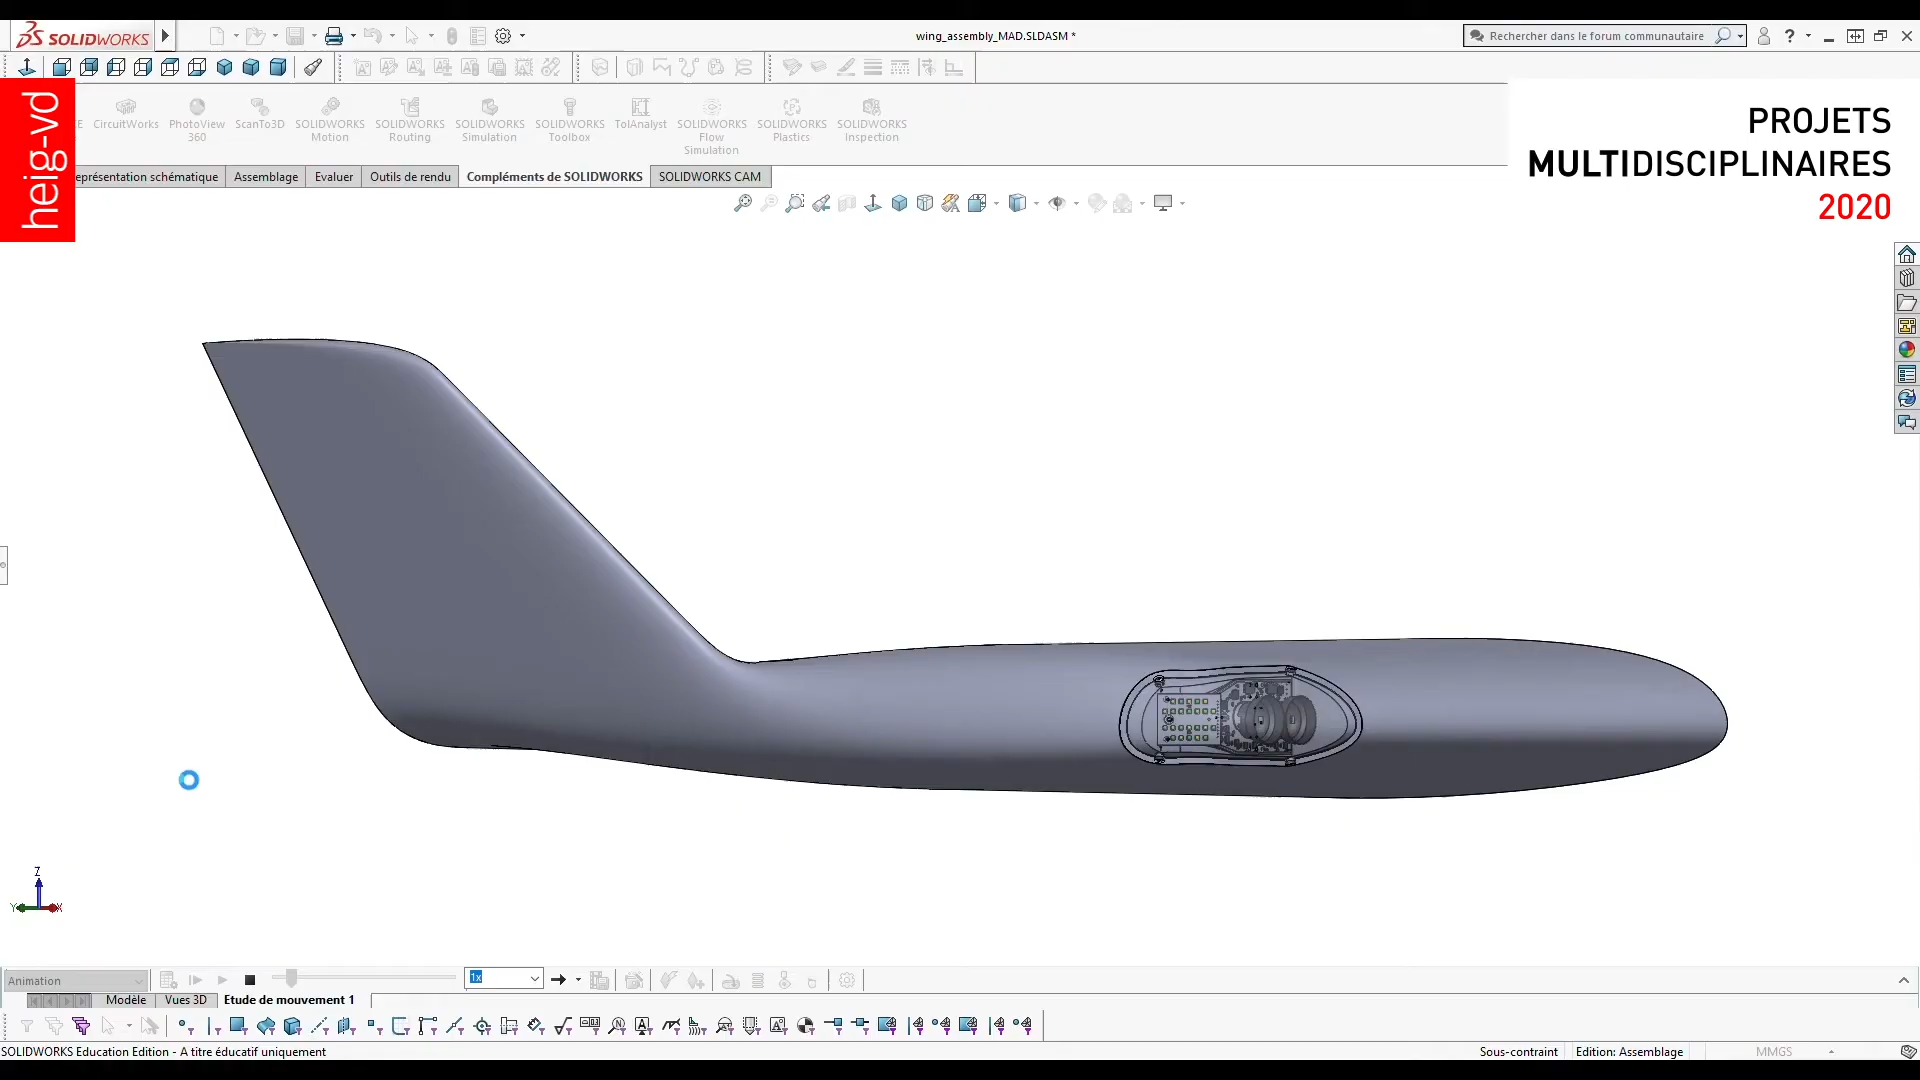 SOLIDWORKS
wing_assembly_MAD.SLDASM *
Rechercher dans le forum communautaire
?
heig-vd
E
CircuitWorks
PhotoView
360
ScanTo3D
SOLIDWORKS
Motion
SOLIDWORKS
Routing
SOLIDWORKS
Simulation
SOLIDWORKS
Toolbox
TolAnalyst
SOLIDWORKS
Flow
Simulation
SOLIDWORKS
Plastics
SOLIDWORKS
Inspection
PROJETS
MULTIDISCIPLINAIRES
2020
eprésentation schématique
Assemblage
Evaluer
Outils de rendu
Compléments de SOLIDWORKS
SOLIDWORKS CAM
Z
Y
X
Animation
1x
Modèle
Vues 3D
Etude de mouvement 1
SOLIDWORKS Education Edition - A titre éducatif uniquement
Sous-contraint
Edition: Assemblage
MMGS